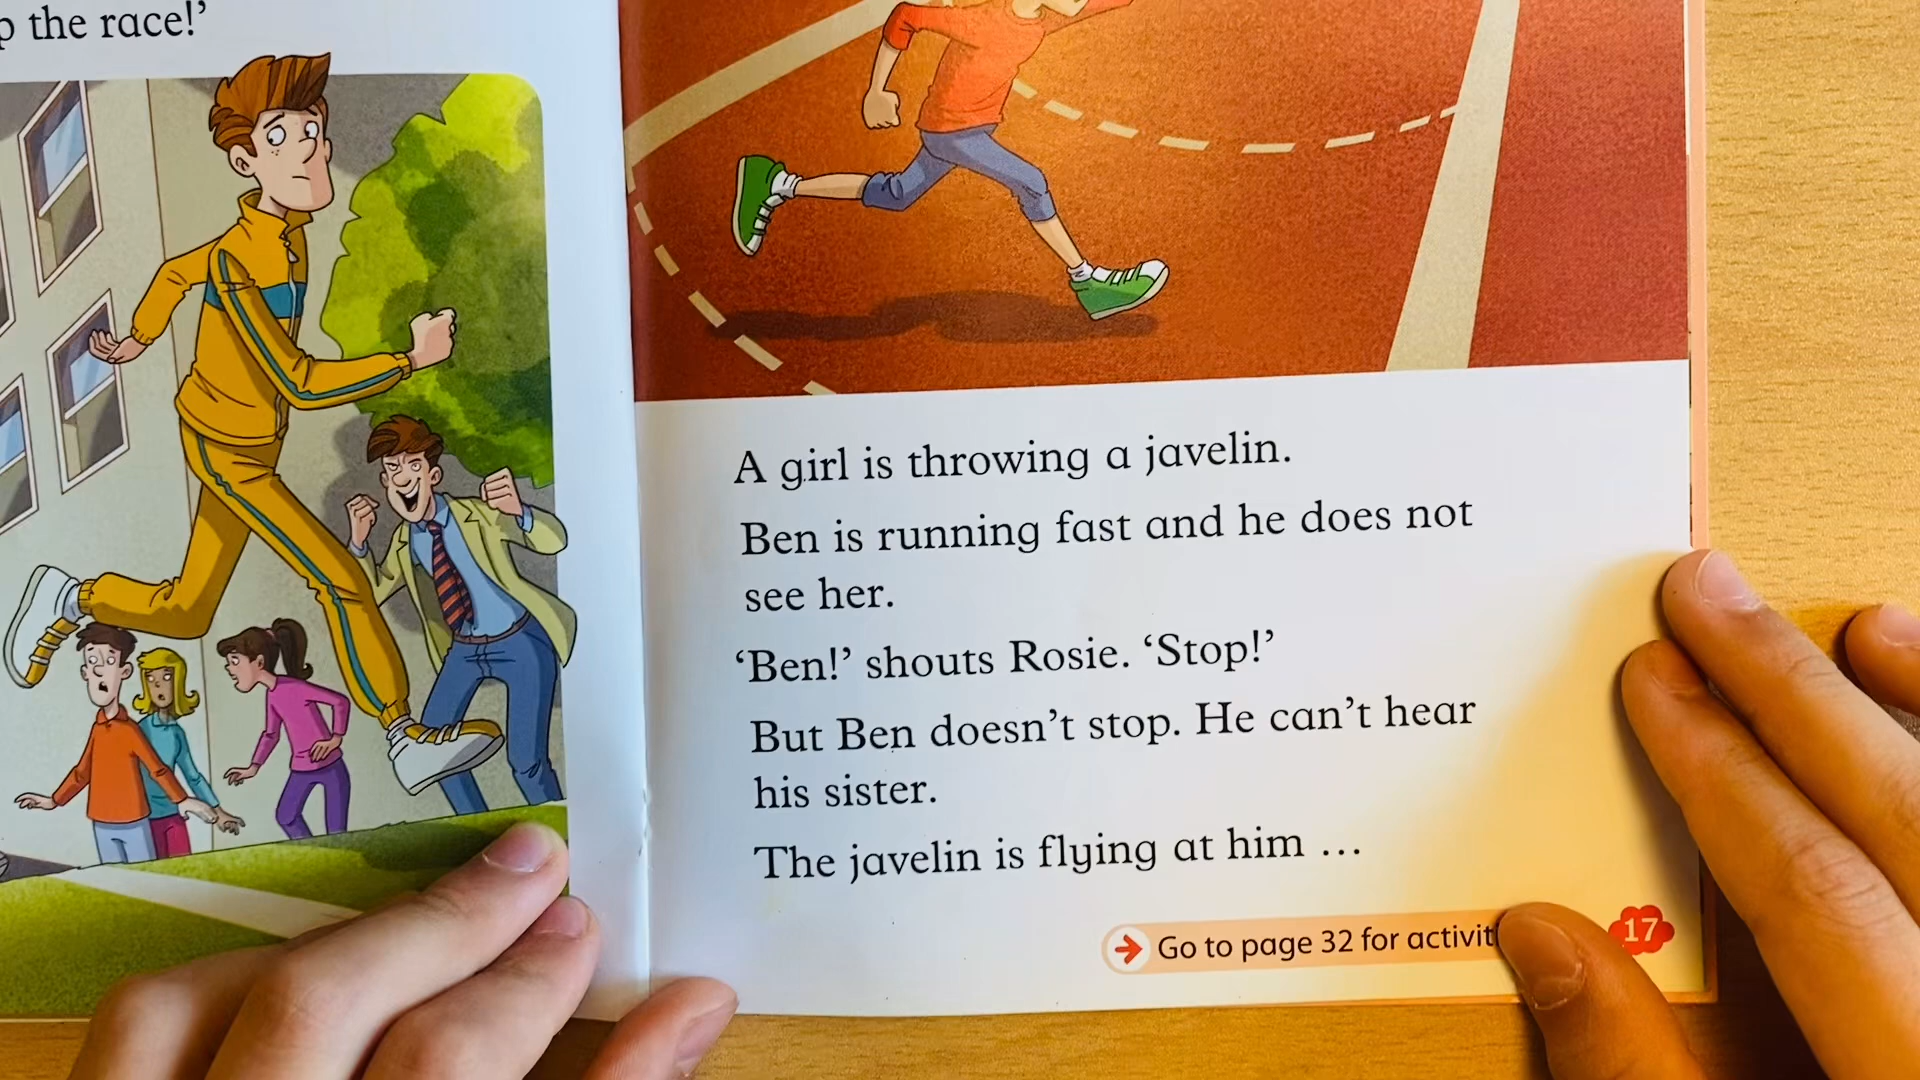 the race!’
A girl is throwing a javelin.
Ben is running fast and he does not
see her.
‘Ben!’ shouts Rosie. ‘Stop!’
But Ben doesn’t stop. He can’t hear
his sister.
The javelin is flying at him ...
Go to page 32 for
17